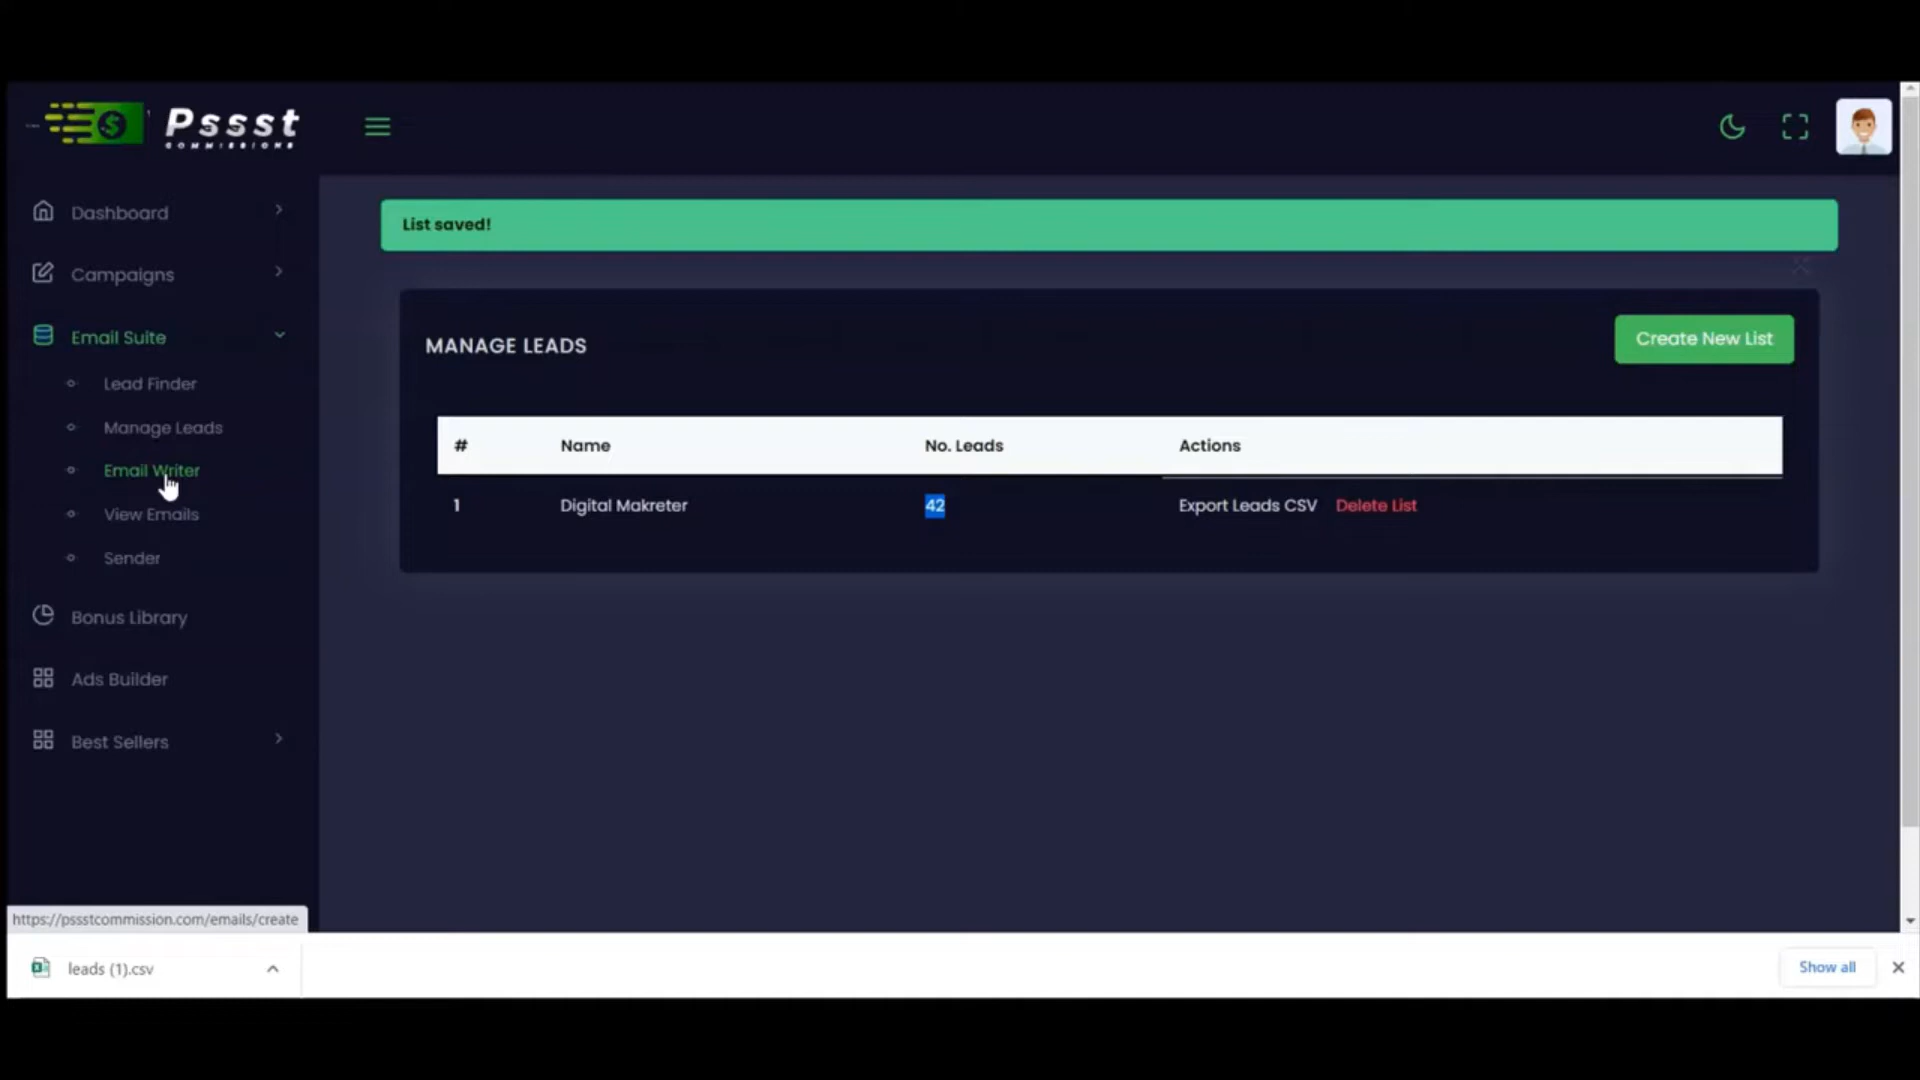 Pssst
COMMISSIONS
Dashboard
Campaigns
Email Suite
Lead Finder
Manage Leads
Email Writer
View Emails
Sender
Bonus Library
Ads Builder
Best Sellers
List saved!
MANAGE LEADS
Create New List
# Name No. Leads Actions
1 Digital Makreter 42 Export Leads CSV Delete List
https://pssstcommission.com/emails/create
leads (1).csv
Show all